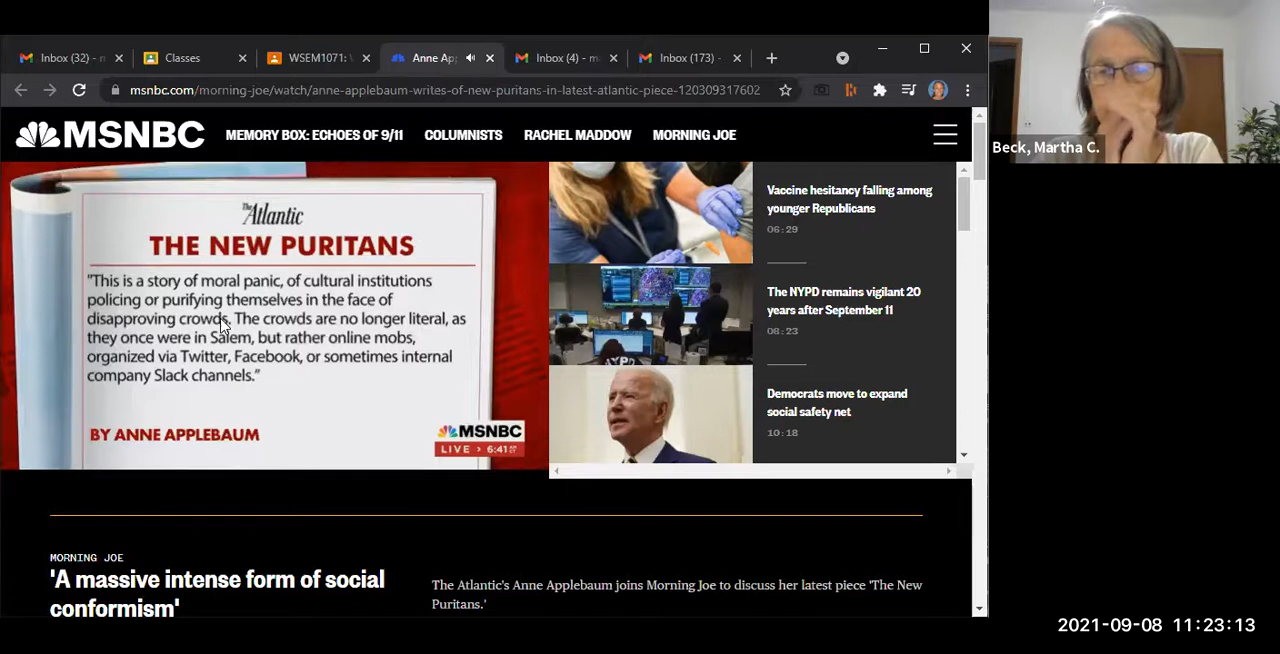 Inbox (32) - n
Classes
WSEM1071: \
Anne Ap
Inbox (4) - m
Inbox (173) -
msnbc.com/morning-joe/watch/anne-applebaum-writes-of-new-puritans-in-latest-atlantic-piece-120309317602
MSNBC
MEMORY BOX: ECHOES OF 9/11
COLUMNISTS
RACHEL MADDOW
MORNING JOE
The Atlantic
THE NEW PURITANS
"This is a story of moral panic, of cultural institutions
policing or purifying themselves in the face of
disapproving crowds. The crowds are no longer literal, as
they once were in Salem, but rather online mobs,
organized via Twitter, Facebook, or sometimes internal
company Slack channels."
BY ANNE APPLEBAUM
MSNBC
LIVE > 6:41
NYPD
Vaccine hesitancy falling among
younger Republicans
06:29
The NYPD remains vigilant 20
years after September 11
08:23
Democrats move to expand
social safety net
10:18
MORNING JOE
'A massive intense form of social
conformism'
The Atlantic's Anne Applebaum joins Morning Joe to discuss her latest piece 'The New
Puritans.'
Beck, Martha C.
2021-09-08 11:23:13